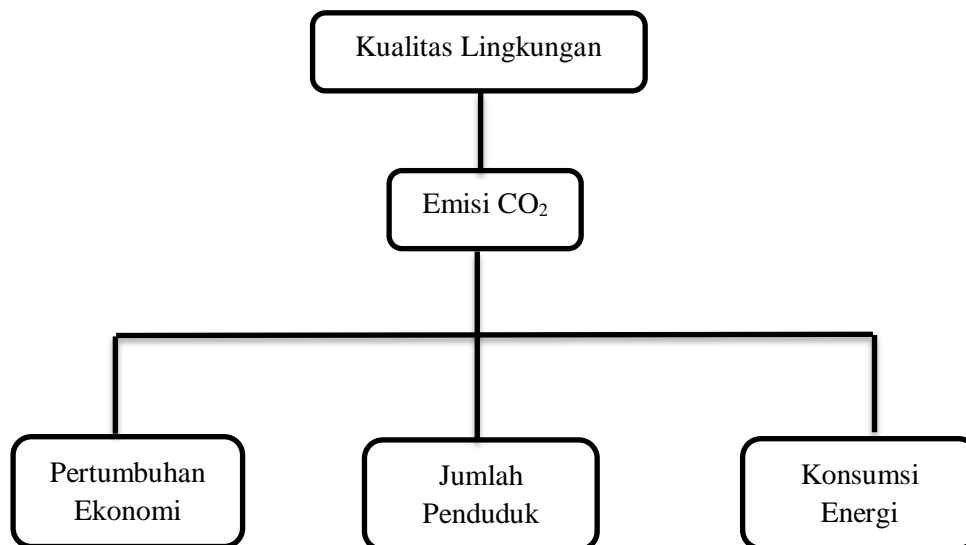 Kualitas Lingkungan
Emisi CO₂
Pertumbuhan
Ekonomi
Jumlah
Penduduk
Konsumsi
Energi